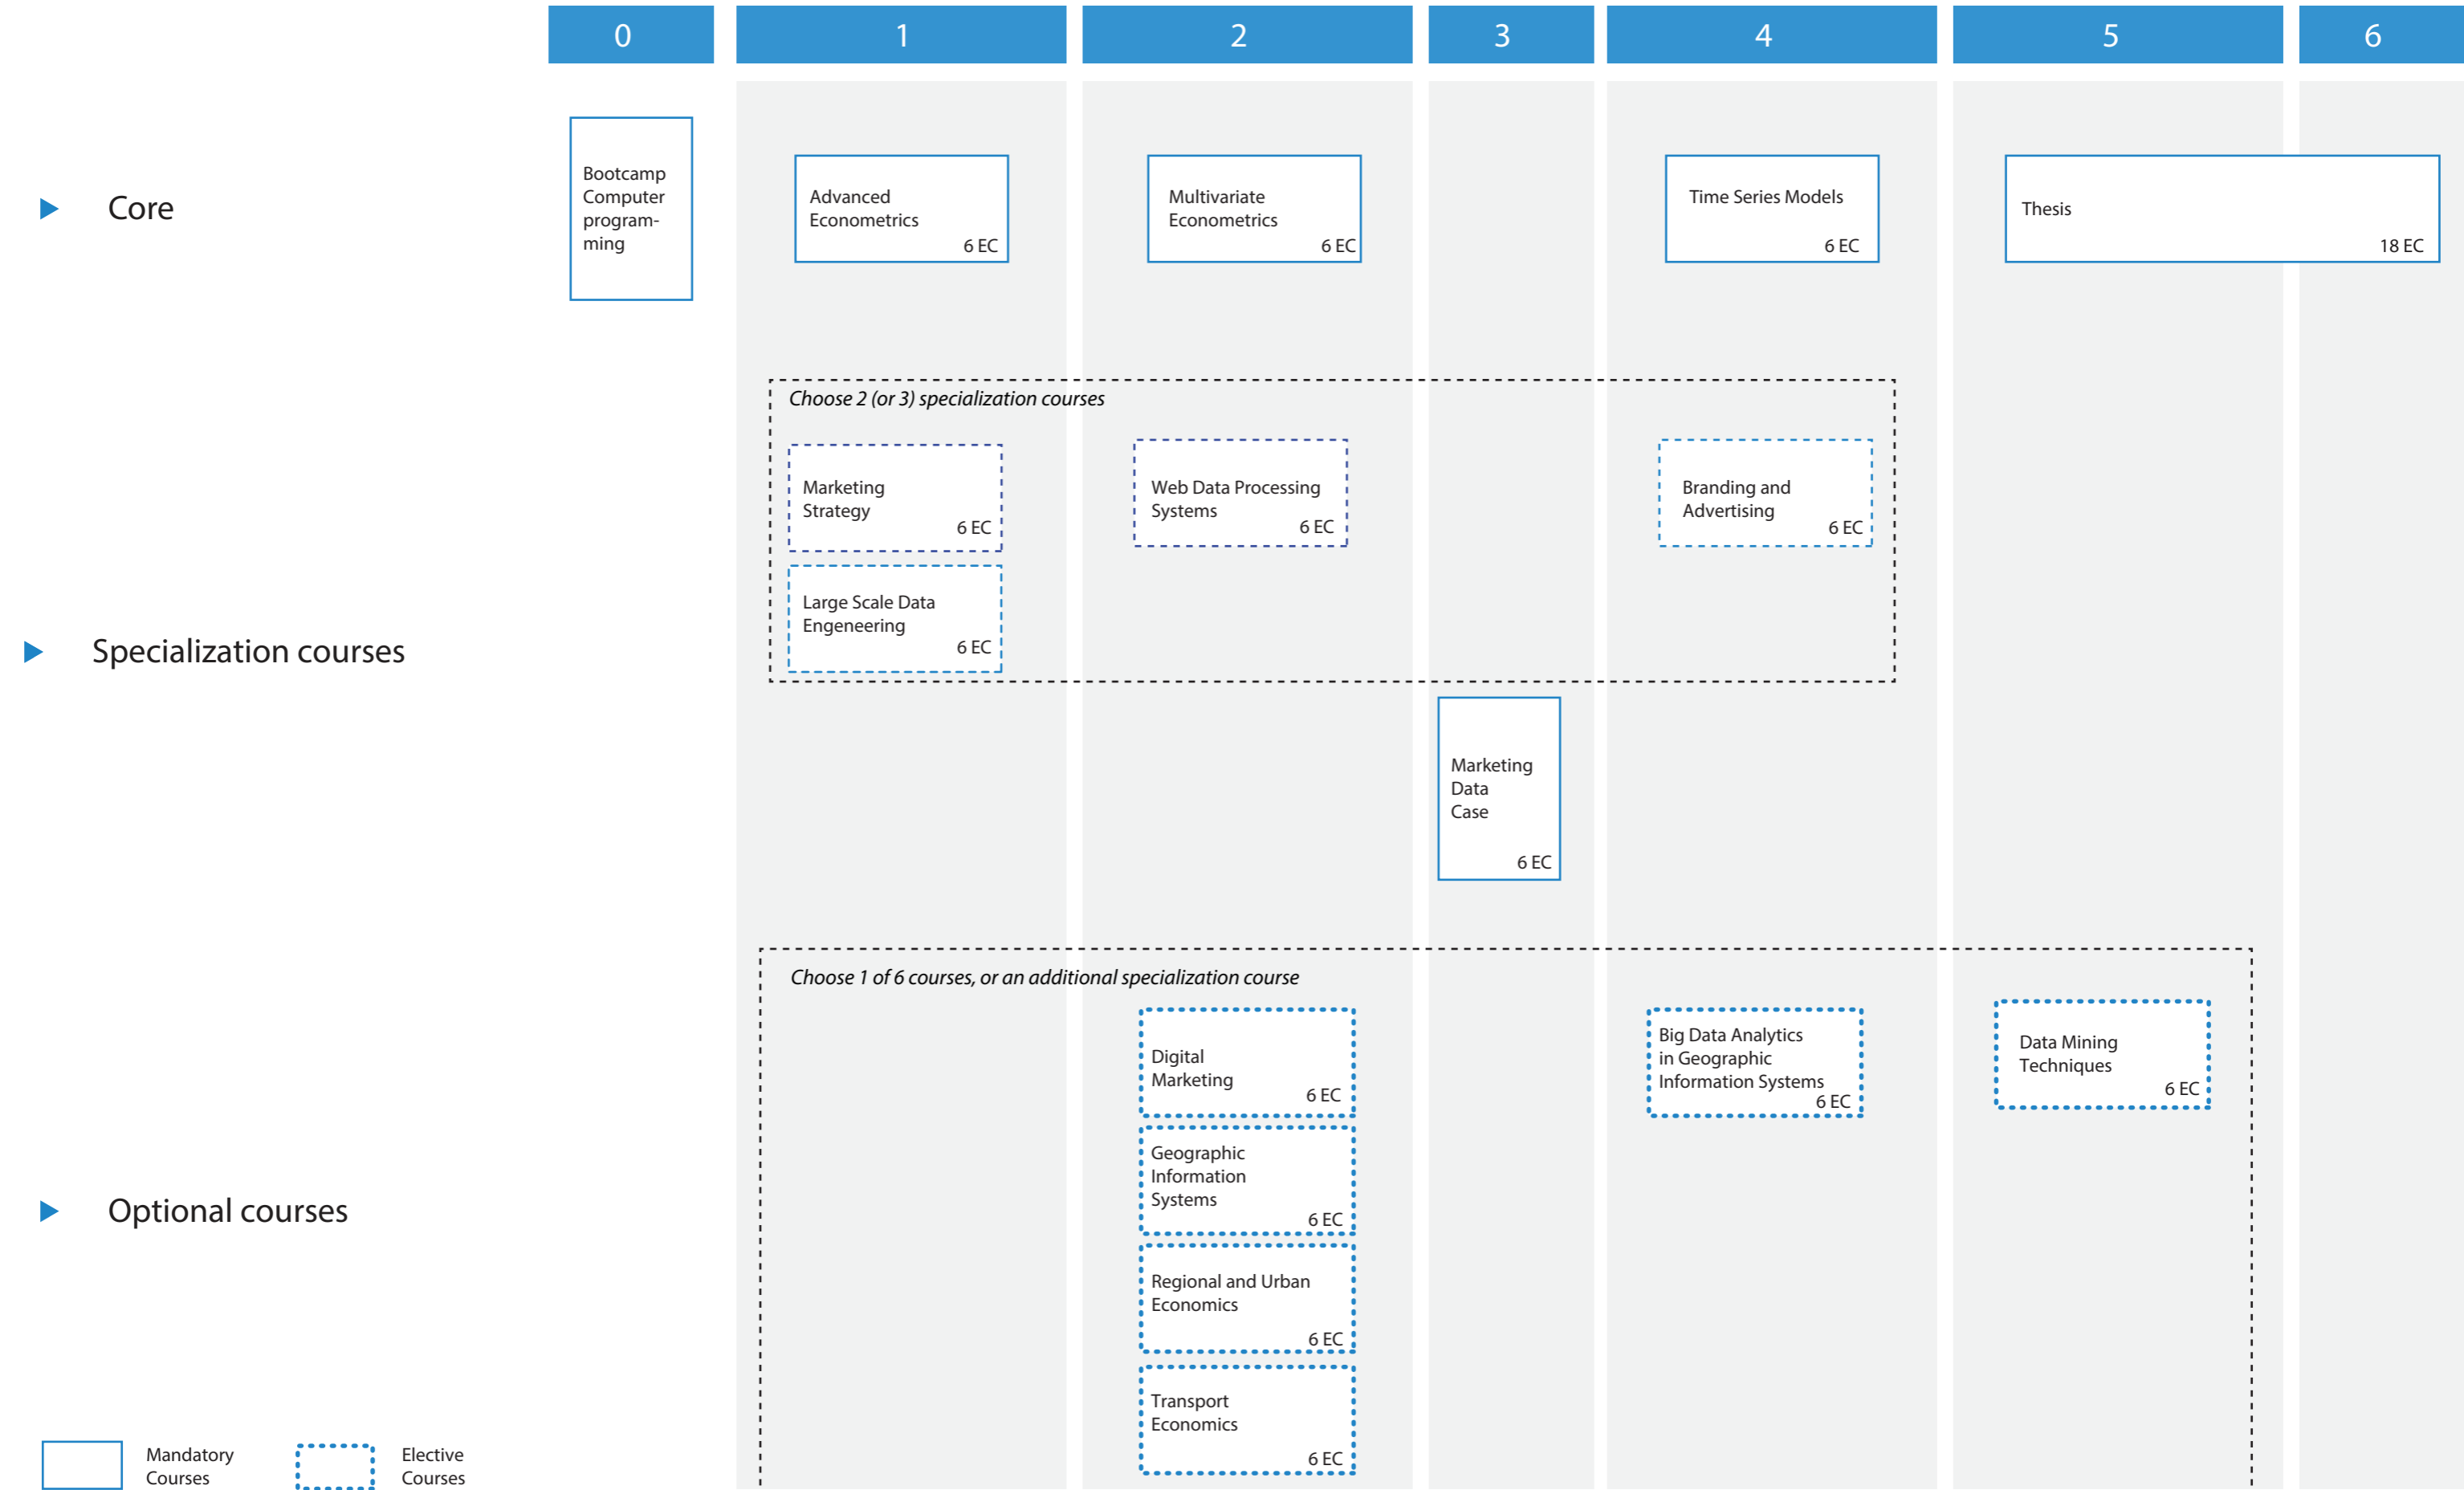 0 1 2 3 4 5 6
Core
Bootcamp
Computer
program-
ming
Advanced
Econometrics
6 EC
Multivariate
Econometrics
6 EC
Time Series Models
6 EC
Thesis
18 EC
Specialization courses
Choose 2 (or 3) specialization courses
Marketing
Strategy
6 EC
Web Data Processing
Systems
6 EC
Branding and
Advertising
6 EC
Large Scale Data
Engeneering
6 EC
Marketing
Data
Case
6 EC
Optional courses
Choose 1 of 6 courses, or an additional specialization course
Digital
Marketing
6 EC
Big Data Analytics
in Geographic
Information Systems
6 EC
Data Mining
Techniques
6 EC
Geographic
Information
Systems
6 EC
Regional and Urban
Economics
6 EC
Transport
Economics
6 EC
Mandatory
Courses
Elective
Courses